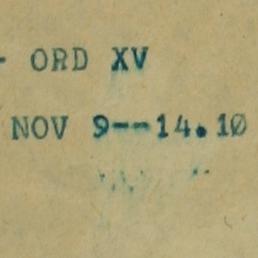 - ORD XV
NOV 9--14.10